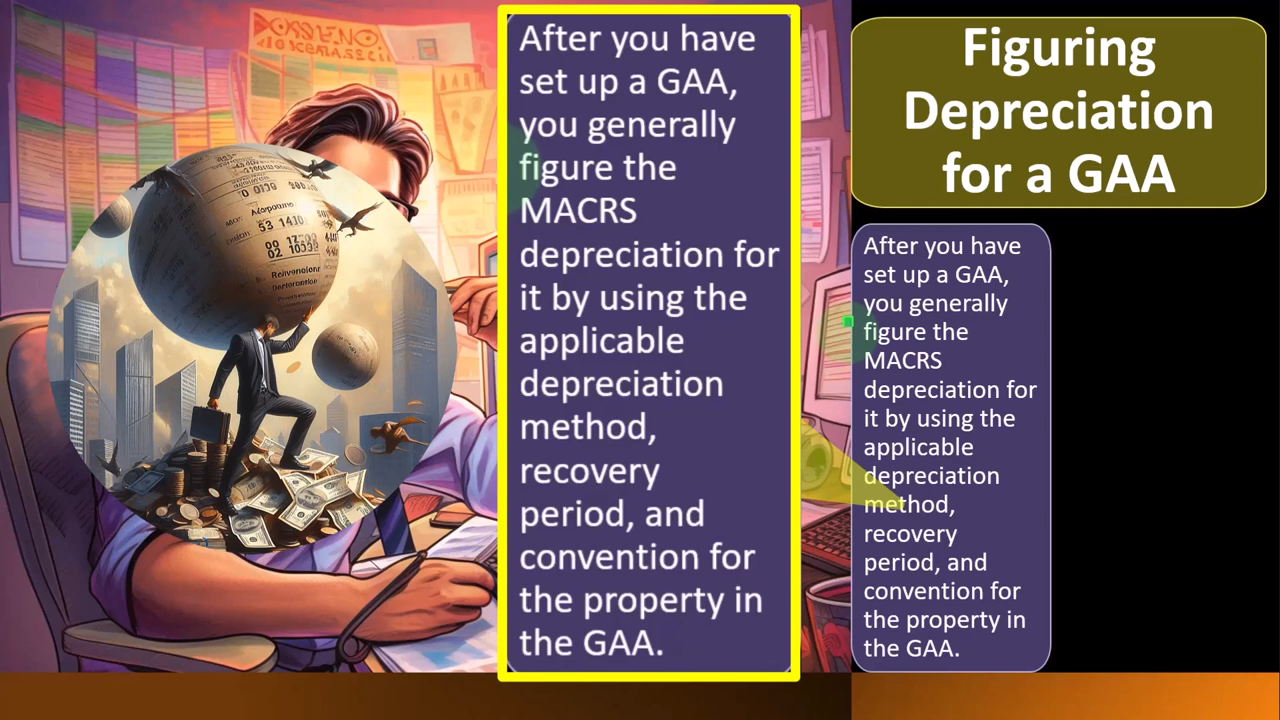 After you have
set up a GAA,
you generally
figure the
MACRS
depreciation for
it by using the
applicable
depreciation
method,
recovery
period, and
convention for
the property in
the GAA.
Figuring
Depreciation
for a GAA
After you have
set up a GAA,
you generally
figure the
MACRS
depreciation for
it by using the
applicable
depreciation
method,
recovery
period, and
convention for
the property in
the GAA.